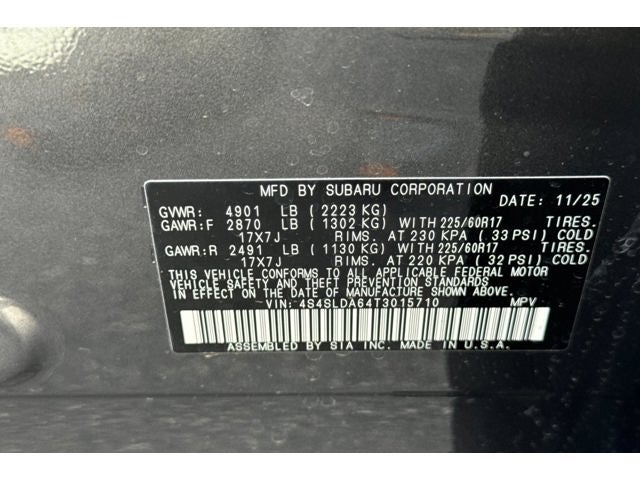 MFD BY SUBARU CORPORATION DATE: 11/25
GVWR: 4901 LB ( 2223 KG)
GAWR:F 2870 LB ( 1302 KG) WITH 225/60R17 TIRES.
17X7J RIMS. AT 230 KPA ( 33 PSI) COLD
GAWR:R 2491 LB ( 1130 KG) WITH 225/60R17 TIRES.
17X7J RIMS. AT 220 KPA ( 32 PSI) COLD
THIS VEHICLE CONFORMS TO ALL APPLICABLE FEDERAL MOTOR
VEHICLE SAFETY AND THEFT PREVENTION STANDARDS
IN EFFECT ON THE DATE OF MANUFACTURE SHOWN ABOVE.
VIN: 4S4SLDA64T3015710 MPV
ASSEMBLED BY SIA INC. MADE IN U.S.A.